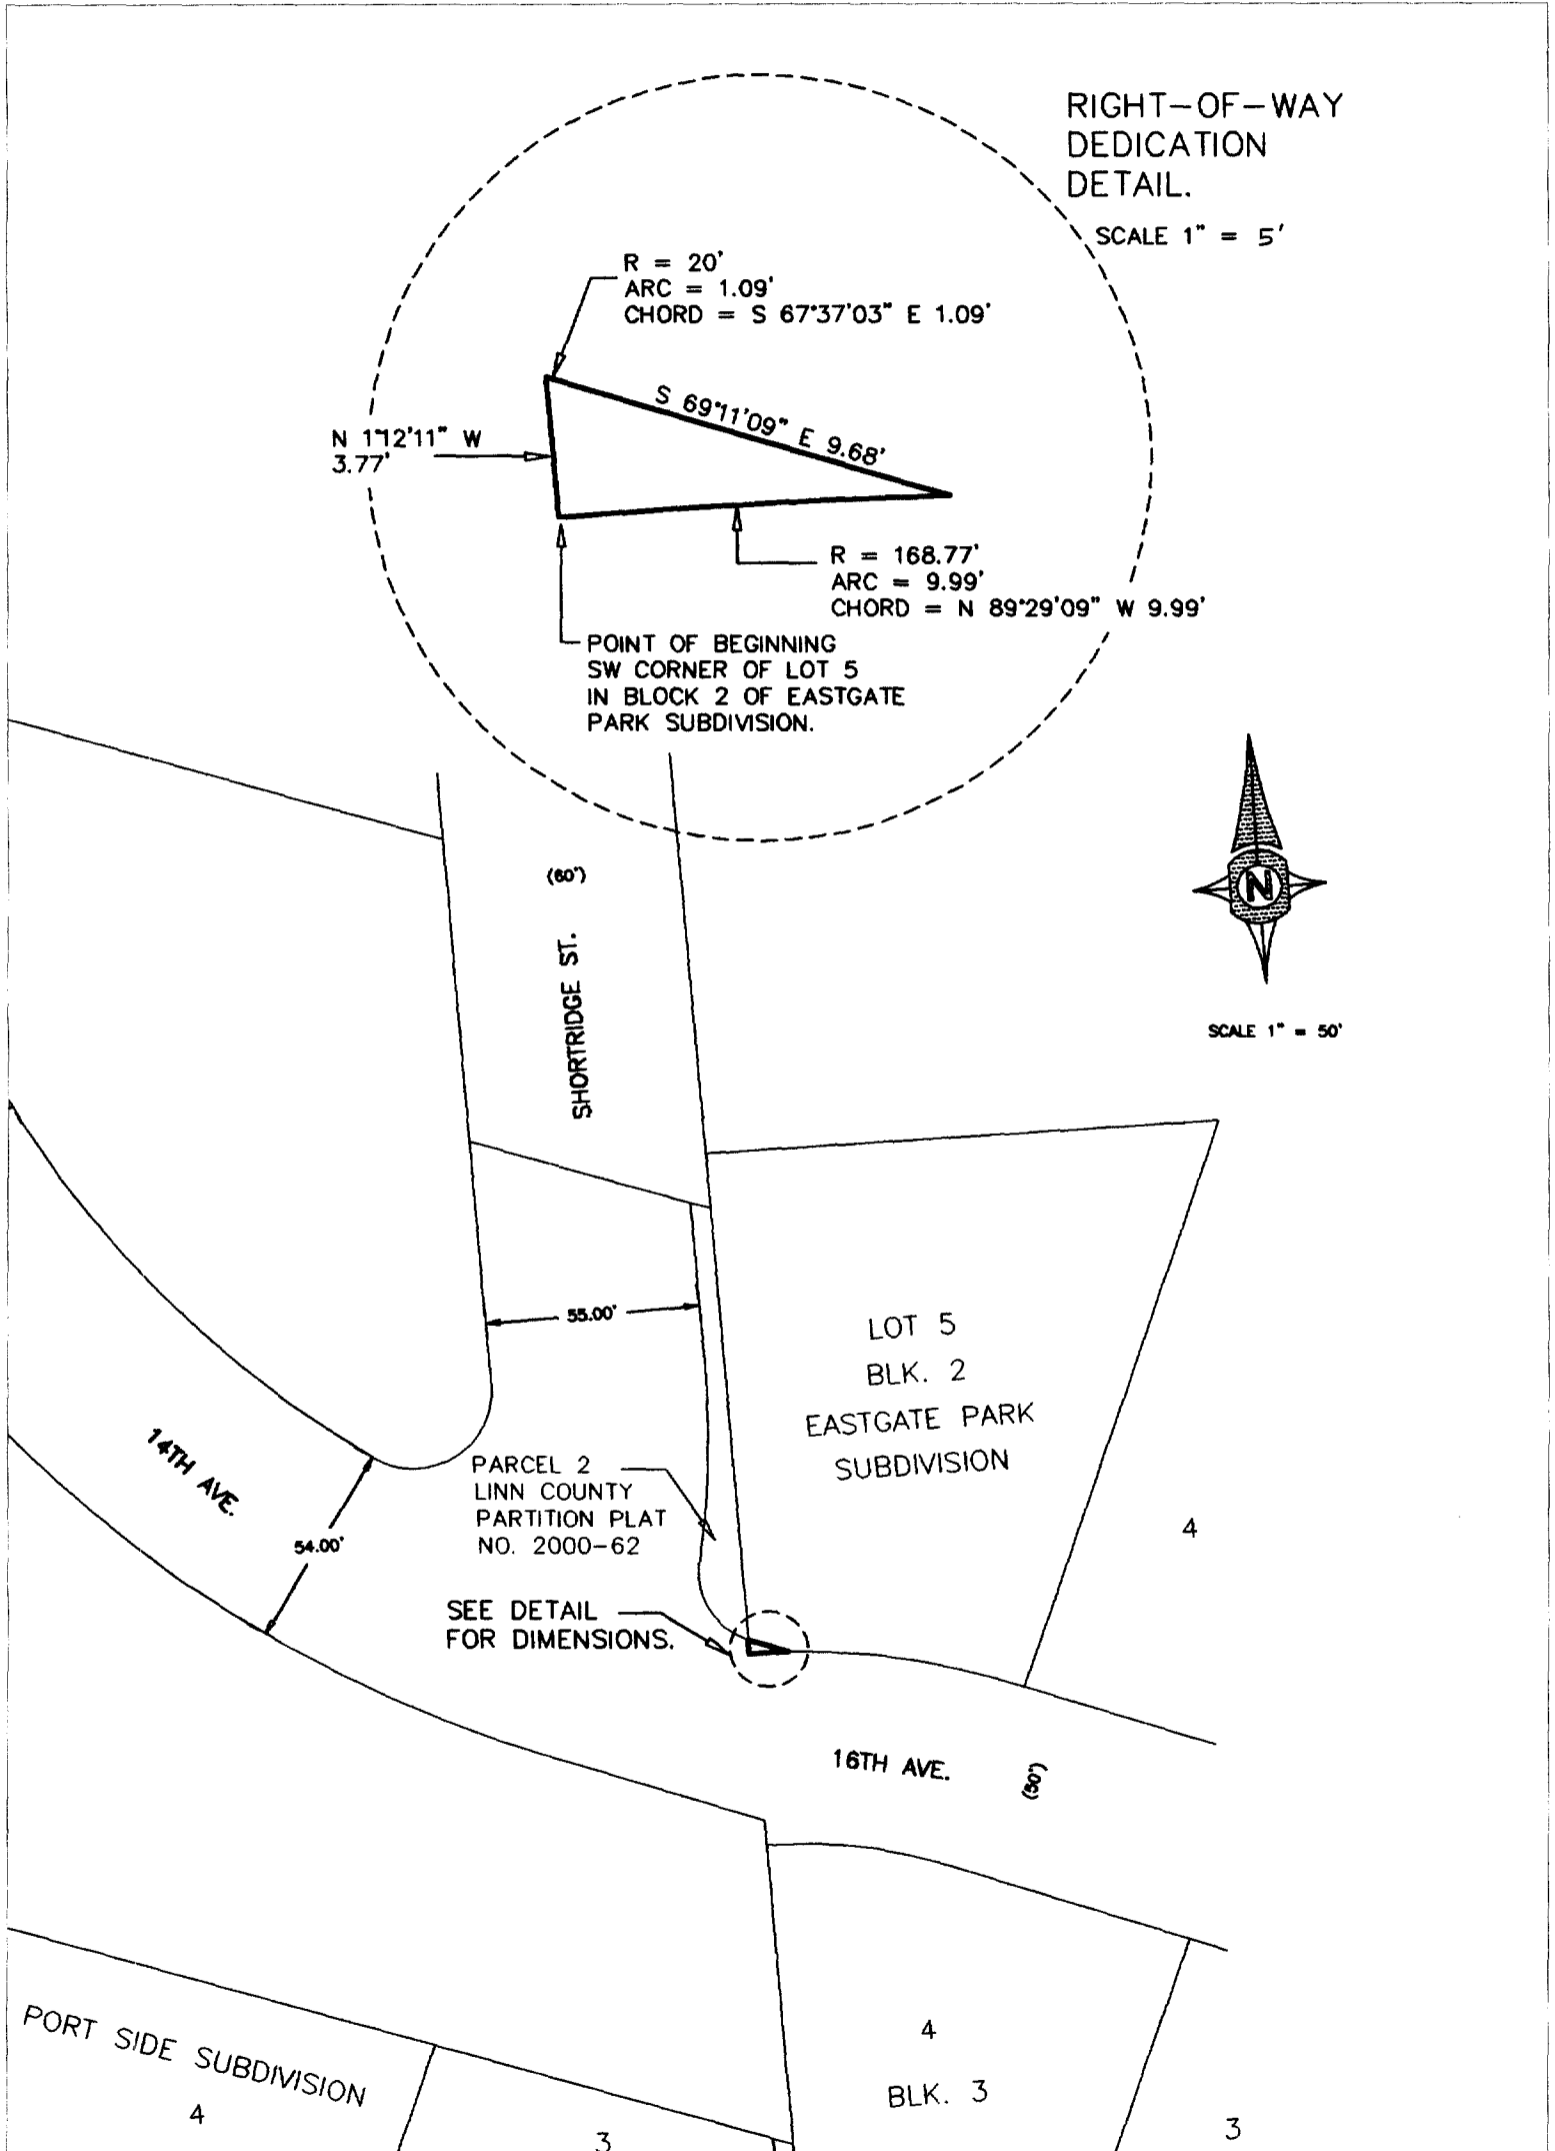 RIGHT-OF-WAY
DEDICATION
DETAIL.
SCALE 1" = 5'
R = 20'
ARC = 1.09'
CHORD = S 67°37'03" E 1.09'
S 69°11'09" E 9.68'
N 1°12'11" W
3.77'
R = 168.77'
ARC = 9.99'
CHORD = N 89°29'09" W 9.99'
POINT OF BEGINNING
SW CORNER OF LOT 5
IN BLOCK 2 OF EASTGATE
PARK SUBDIVISION.
(60')
SHORTRIDGE ST.
N
SCALE 1" = 50'
55.00'
LOT 5
BLK. 2
EASTGATE PARK
SUBDIVISION
14TH AVE.
54.00'
PARCEL 2
LINN COUNTY
PARTITION PLAT
NO. 2000-62
4
SEE DETAIL
FOR DIMENSIONS.
16TH AVE.
(50')
PORT SIDE SUBDIVISION
4
3
4
BLK. 3
3